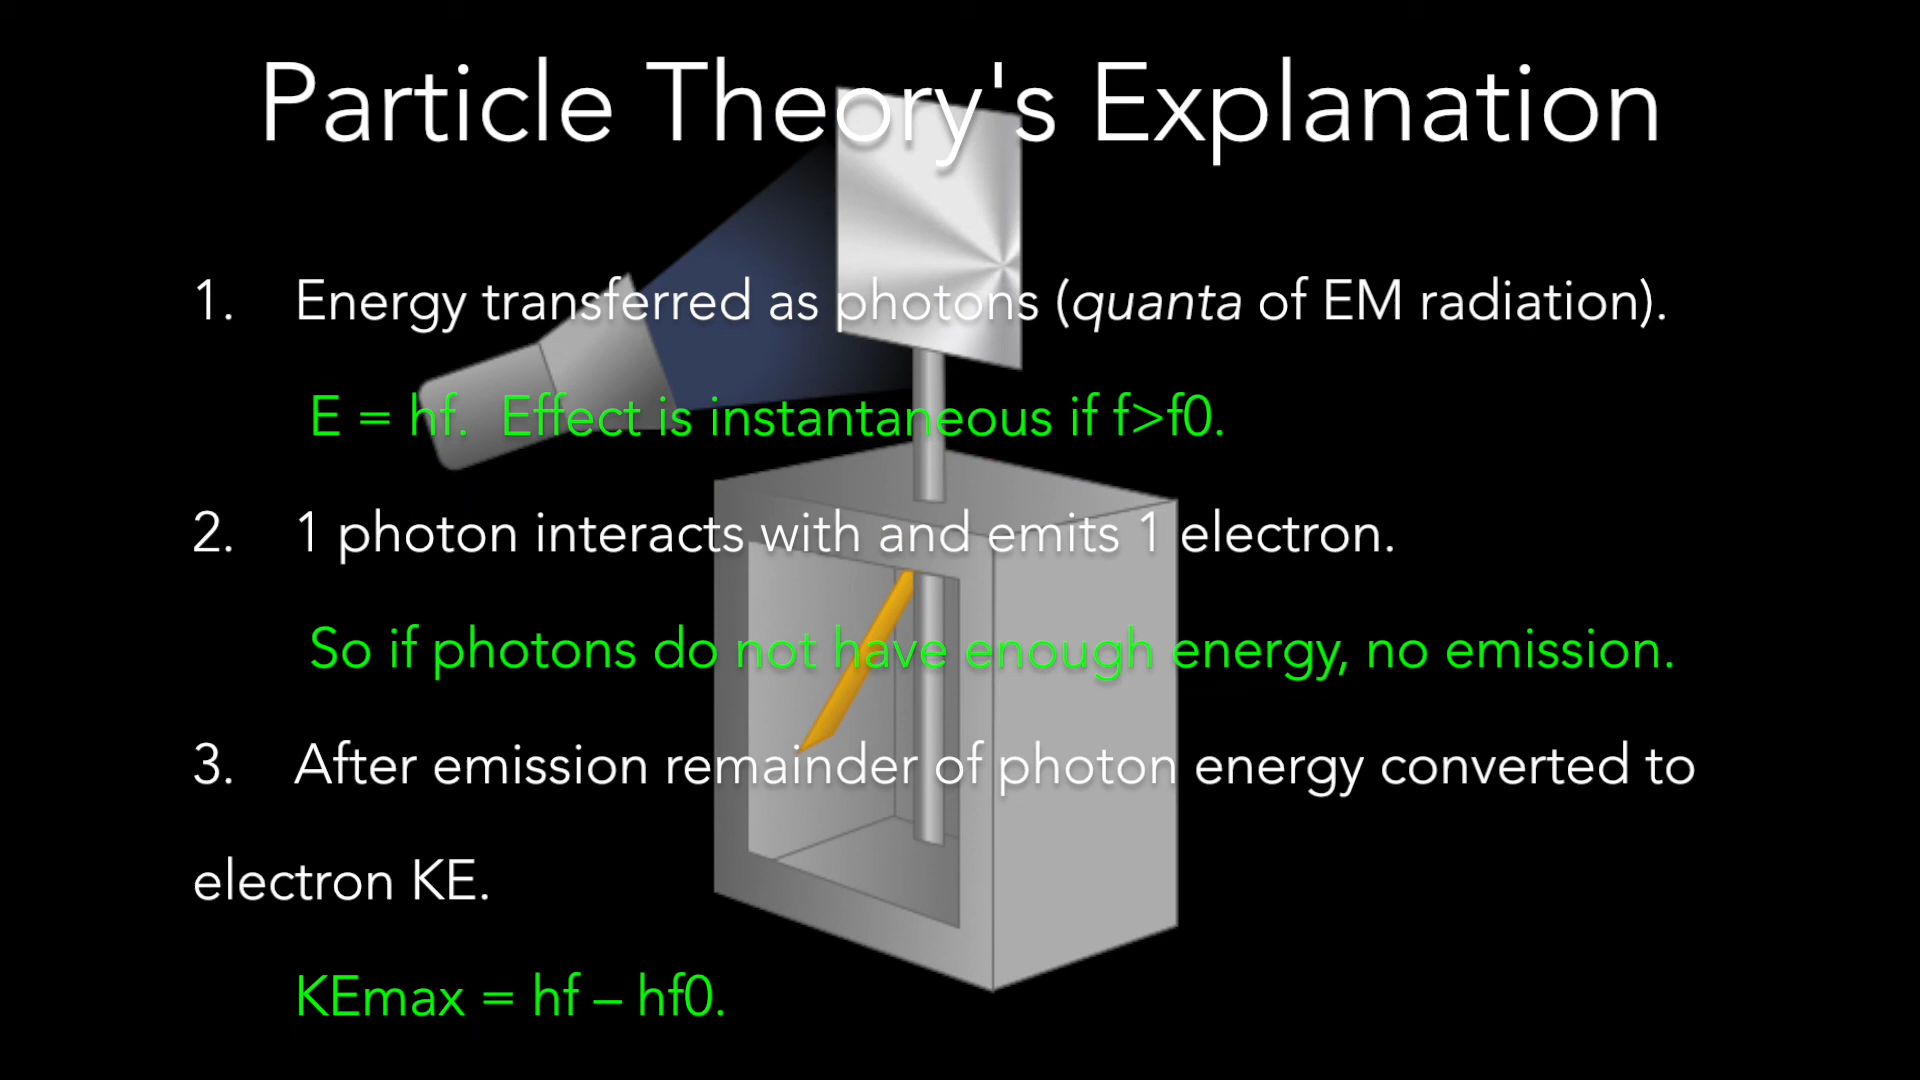 Particle Theory's Explanation
1. Energy transferred as photons (quanta of EM radiation).
E = hf. Effect is instantaneous if f>f0.
2. 1 photon interacts with and emits 1 electron.
So if photons do not have enough energy, no emission.
3. After emission remainder of photon energy converted to
electron KE.
KEmax = hf – hf0.